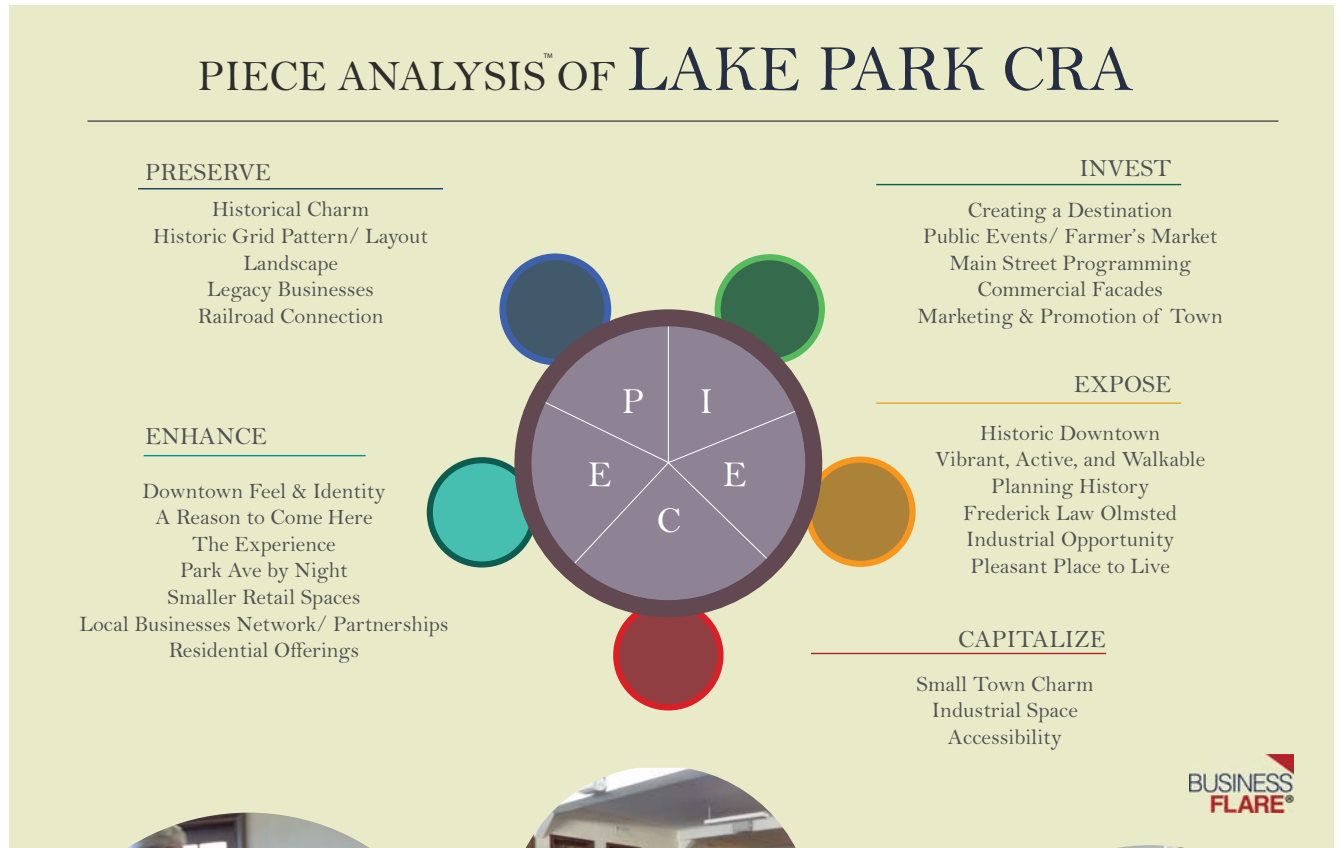 PIECE ANALYSIS™ OF LAKE PARK CRA
PRESERVE
Historical Charm
Historic Grid Pattern/ Layout
Landscape
Legacy Businesses
Railroad Connection
INVEST
Creating a Destination
Public Events/ Farmer's Market
Main Street Programming
Commercial Facades
Marketing & Promotion of Town
ENHANCE
Downtown Feel & Identity
A Reason to Come Here
The Experience
Park Ave by Night
Smaller Retail Spaces
Local Businesses Network/ Partnerships
Residential Offerings
P I
E E
C
EXPOSE
Historic Downtown
Vibrant, Active, and Walkable
Planning History
Frederick Law Olmsted
Industrial Opportunity
Pleasant Place to Live
CAPITALIZE
Small Town Charm
Industrial Space
Accessibility
BUSINESS
FLARE®